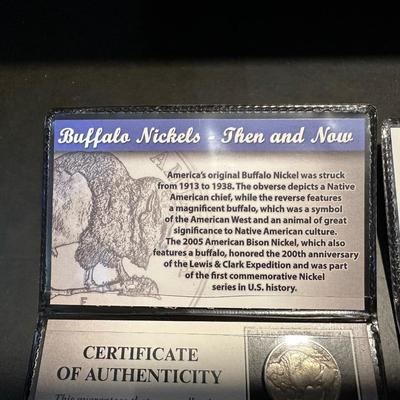 Buffalo Nickels - Then and Now
America's original Buffalo Nickel was struck
from 1913 to 1938. The obverse depicts a Native
American chief, while the reverse features
a magnificent buffalo, which was a symbol
of the American West and an animal of great
significance to Native American culture.
The 2005 American Bison Nickel, which also
features a buffalo, honored the 200th anniversary
of the Lewis & Clark Expedition and was part
of the first commemorative Nickel
series in U.S. history.
CERTIFICATE
OF AUTHENTICITY